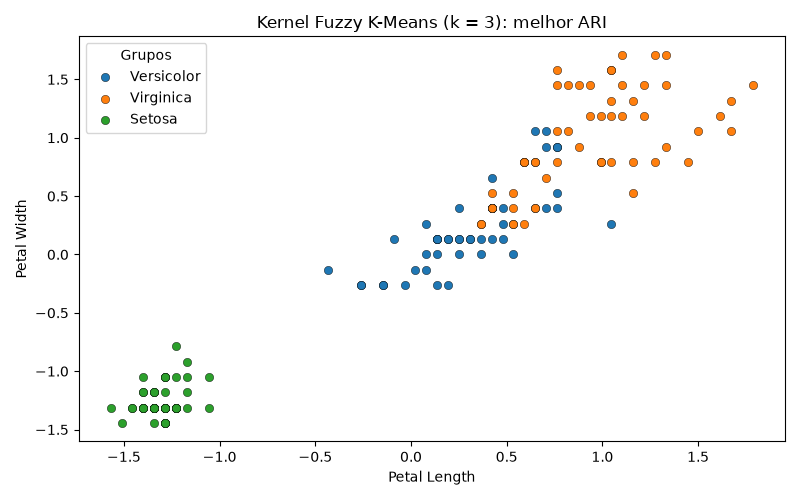 Kernel Fuzzy K-Means (k = 3): melhor ARI
Grupos
Versicolor
Virginica
Setosa
Petal Width
1.5
1.0
0.5
0.0
−0.5
−1.0
−1.5
−1.5
−1.0
−0.5
0.0
0.5
1.0
1.5
Petal Length